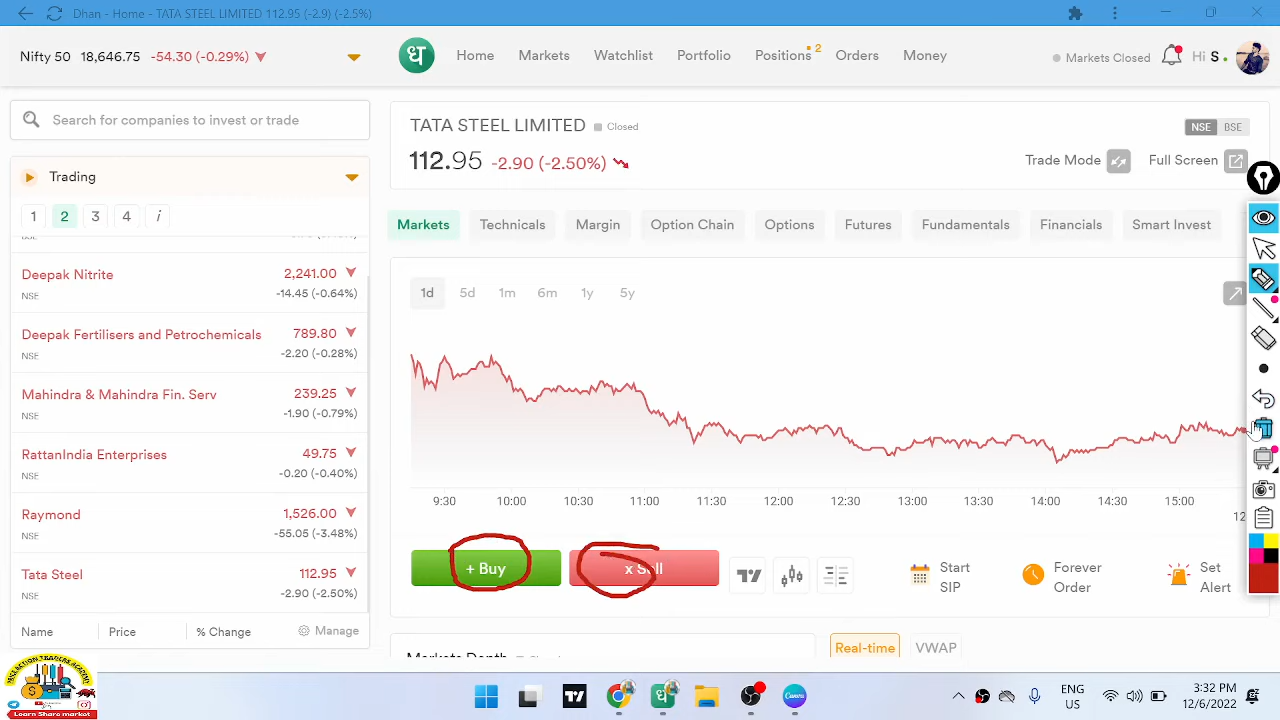 Dhan - Home - TATA STEEL LIMITED 112.95 (-2.9) (-2.5%)
Nifty 50 18,646.75 -54.30 (-0.29%)
ध
Home Markets Watchlist Portfolio Positions 2 Orders Money
Markets Closed Hi S
Search for companies to invest or trade
Trading
1 2 3 4 i
Deepak Nitrite 2,241.00
NSE -14.45 (-0.64%)
Deepak Fertilisers and Petrochemicals 789.80
NSE -2.20 (-0.28%)
Mahindra & Mahindra Fin. Serv 239.25
NSE -1.90 (-0.79%)
RattanIndia Enterprises 49.75
NSE -0.20 (-0.40%)
Raymond 1,526.00
NSE -55.05 (-3.48%)
Tata Steel 112.95
NSE -2.90 (-2.50%)
Name Price % Change Manage
TATA STEEL LIMITED Closed
NSE BSE
112.95 -2.90 (-2.50%)
Trade Mode Full Screen
Markets Technicals Margin Option Chain Options Futures Fundamentals Financials Smart Invest
1d 5d 1m 6m 1y 5y
9:30 10:00 10:30 11:00 11:30 12:00 12:30 13:00 13:30 14:00 14:30 15:00
+ Buy x Sell
Start SIP
Forever Order
Set Alert
Markets Depth
Real-time VWAP
Learn Share market
ENG
US
3:32 PM
12/6/2022